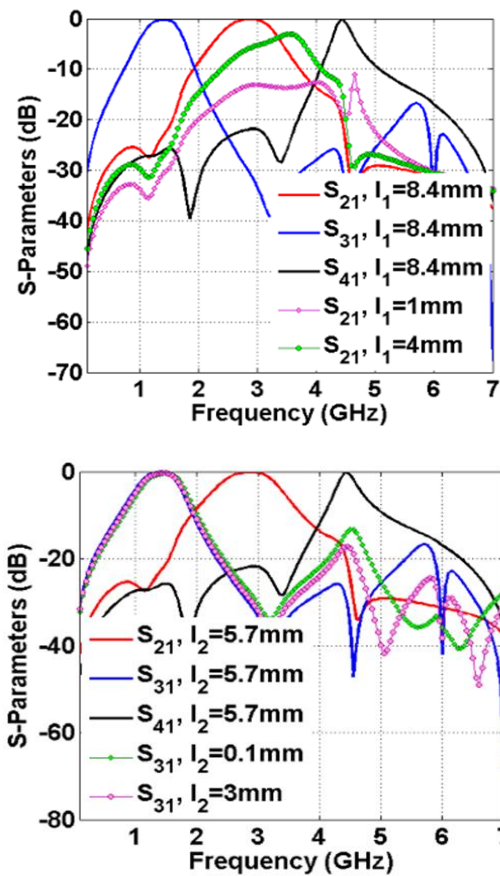 0
-10
-20
-30
-40
-50
-60
-70
S-Parameters (dB)
S21, l1=8.4mm
S31, l1=8.4mm
S41, l1=8.4mm
S21, l1=1mm
S21, l1=4mm
1 2 3 4 5 6 7
Frequency (GHz)
0
-20
-40
-60
-80
S-Parameters (dB)
S21, l2=5.7mm
S31, l2=5.7mm
S41, l2=5.7mm
S31, l2=0.1mm
S31, l2=3mm
1 2 3 4 5 6 7
Frequency (GHz)